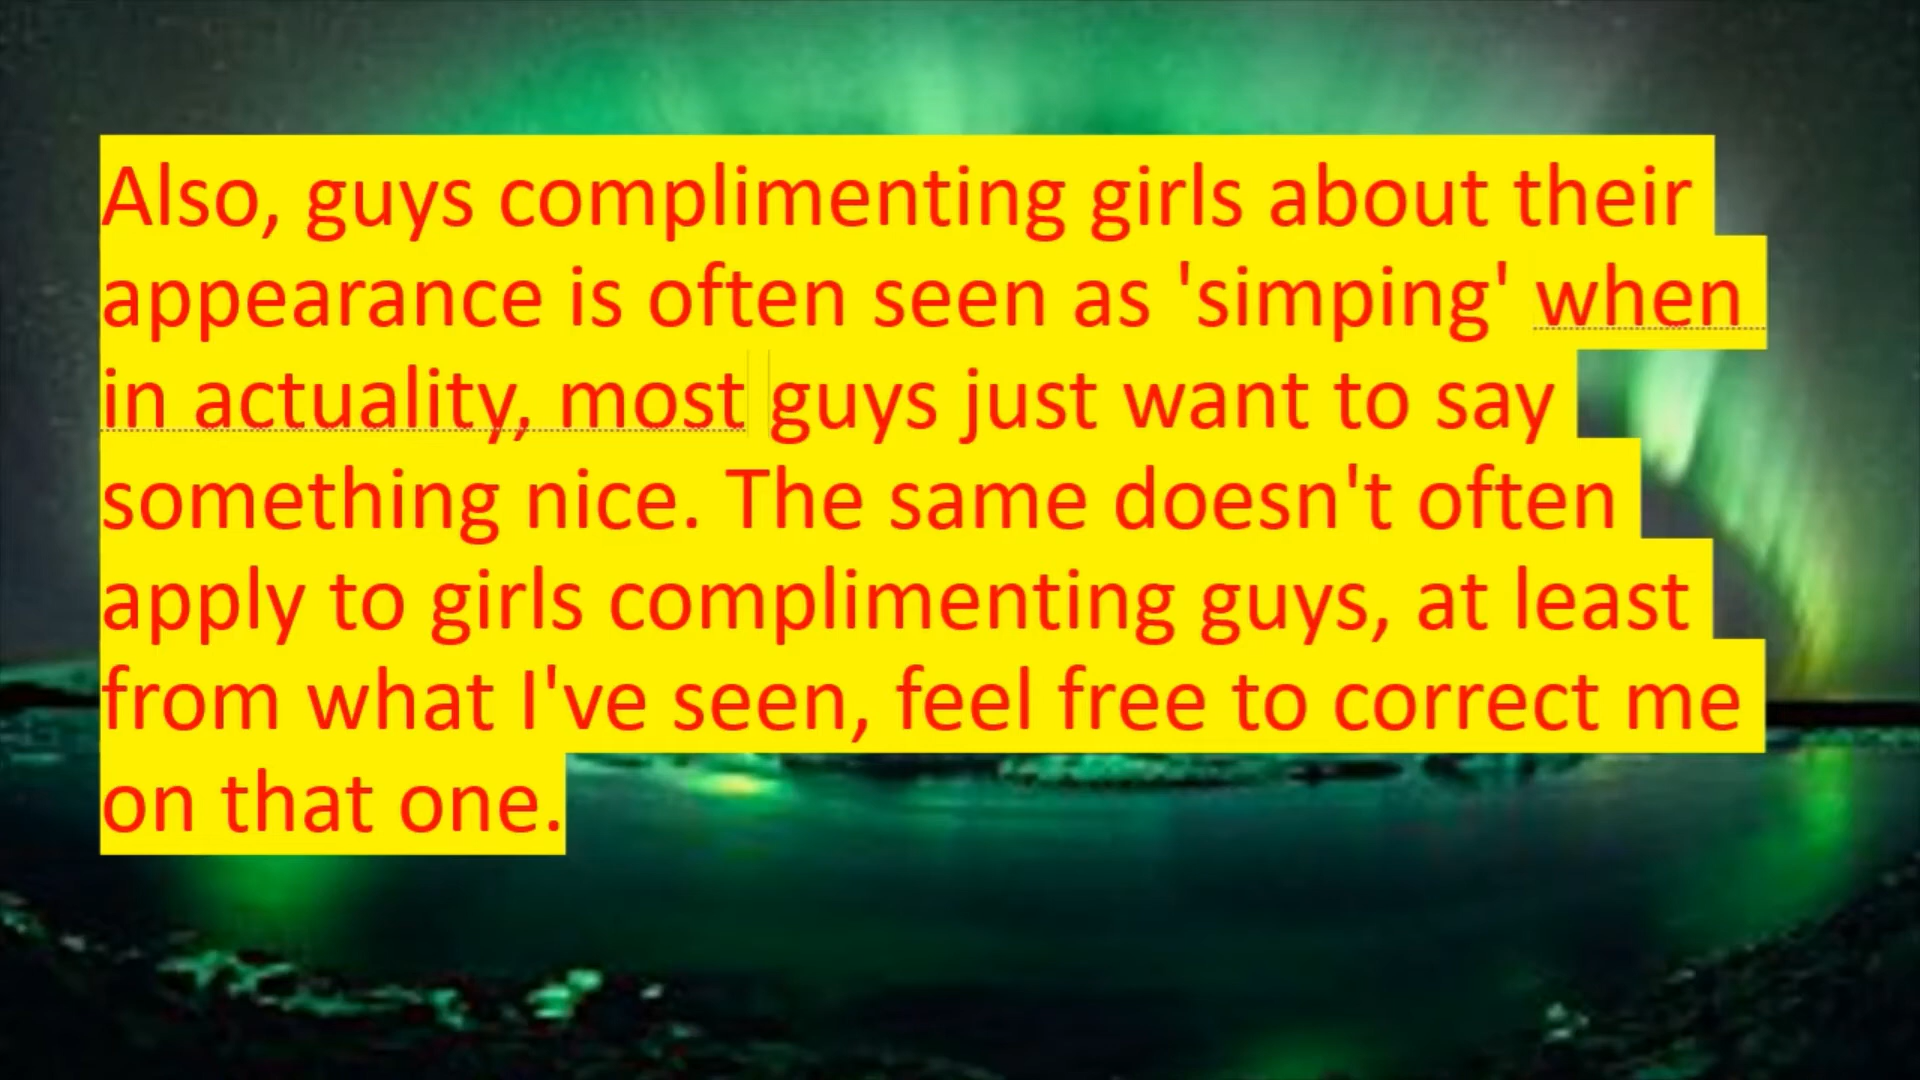 Also, guys complimenting girls about their
appearance is often seen as 'simping' when
in actuality, most guys just want to say
something nice. The same doesn't often
apply to girls complimenting guys, at least
from what I've seen, feel free to correct me
on that one.